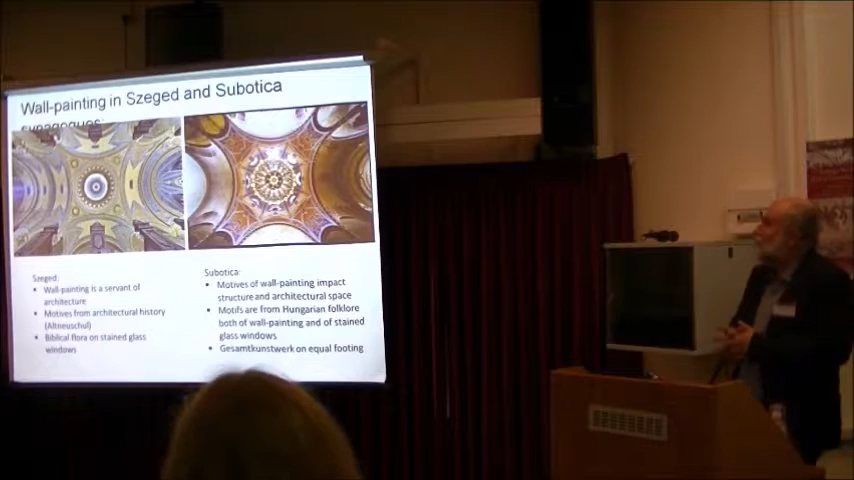 Wall-painting in Szeged and Subotica
synagogues:
Szeged:
• Wall-painting is a servant of
architecture
• Motives from architectural history
(Altneuschul)
• Biblical flora on stained glass
windows
Subotica:
• Motives of wall-painting impact
structure and architectural space
• Motifs are from Hungarian folklore
both of wall-painting and of stained
glass windows
• Gesamtkunstwerk on equal footing